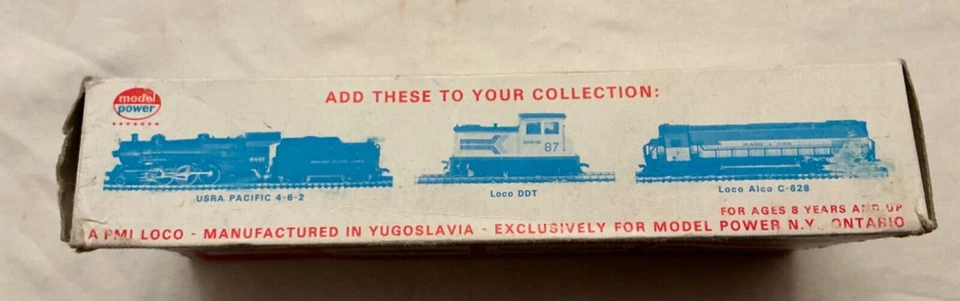 model
power
ADD THESE TO YOUR COLLECTION:
87
USRA PACIFIC 4-6-2
Loco DDT
Loco Alco C-628
FOR AGES 8 YEARS AND UP
A PMI LOCO - MANUFACTURED IN YUGOSLAVIA - EXCLUSIVELY FOR MODEL POWER N.Y. ONTARIO